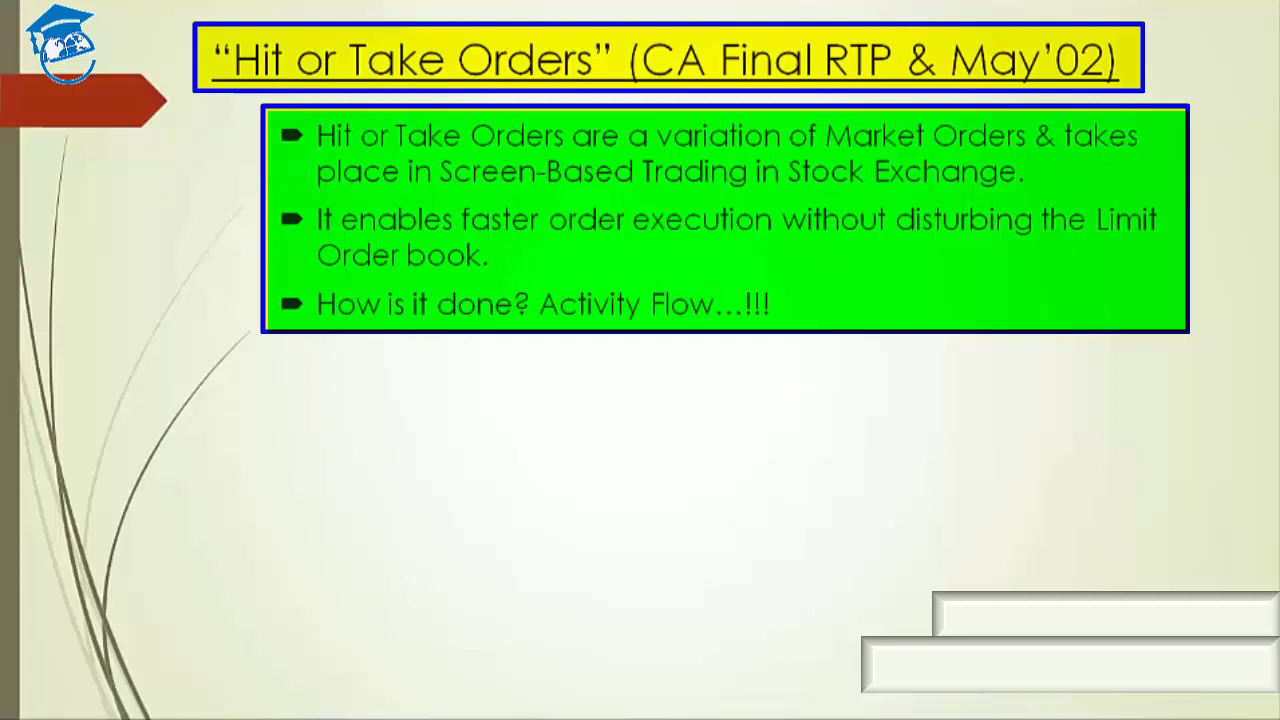 “Hit or Take Orders” (CA Final RTP & May’02)
Hit or Take Orders are a variation of Market Orders & takes
place in Screen-Based Trading in Stock Exchange.
It enables faster order execution without disturbing the Limit
Order book.
How is it done? Activity Flow...!!!